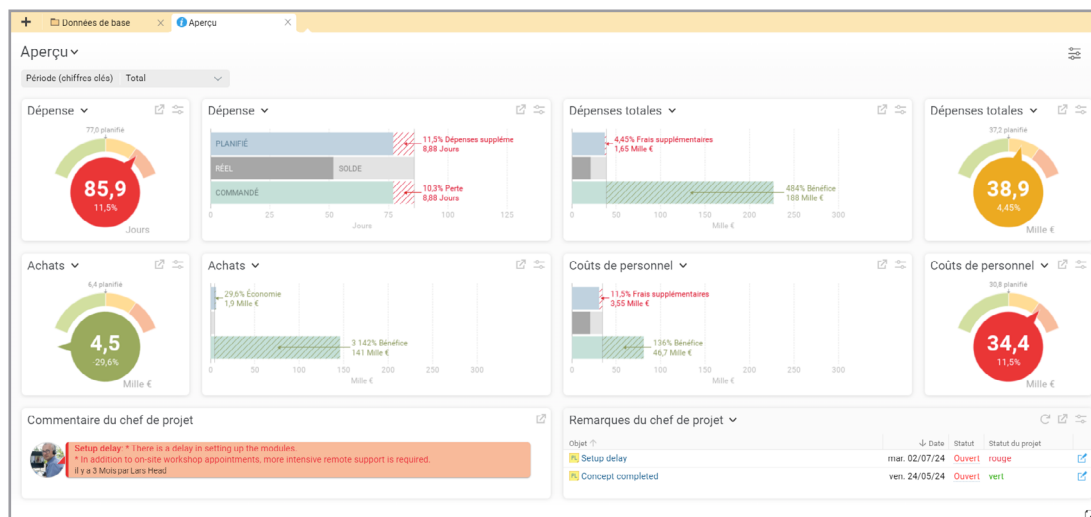 Données de base
Aperçu
Aperçu
Période (chiffres clés) Total
Dépense
77,0 planifié
85,9
11,5%
Jours
Dépense
PLANIFIÉ
11,5% Dépenses suppléme
8,88 Jours
RÉEL SOLDE
COMMANDÉ
10,3% Perte
8,88 Jours
0 25 50 75 100 125
Jours
Dépenses totales
4,45% Frais supplémentaires
1,65 Mille €
484% Bénéfice
188 Mille €
0 50 100 150 200 250 300
Mille €
Dépenses totales
37,2 planifié
38,9
4,45%
Mille €
Achats
6,4 planifié
4,5
-29,6%
Mille €
Achats
29,6% Économie
1,9 Mille €
3 142% Bénéfice
141 Mille €
0 50 100 150 200 250 300
Mille €
Coûts de personnel
11,5% Frais supplémentaires
3,55 Mille €
136% Bénéfice
46,7 Mille €
0 50 100 150 200 250 300
Mille €
Coûts de personnel
30,8 planifié
34,4
11,5%
Mille €
Commentaire du chef de projet
Setup delay: * There is a delay in setting up the modules.
* In addition to on-site workshop appointments, more intensive remote support is required.
il y a 3 Mois par Lars Head
Remarques du chef de projet
Objet Date Statut Statut du projet
PL Setup delay mar. 02/07/24 Ouvert rouge
PL Concept completed ven. 24/05/24 Ouvert vert